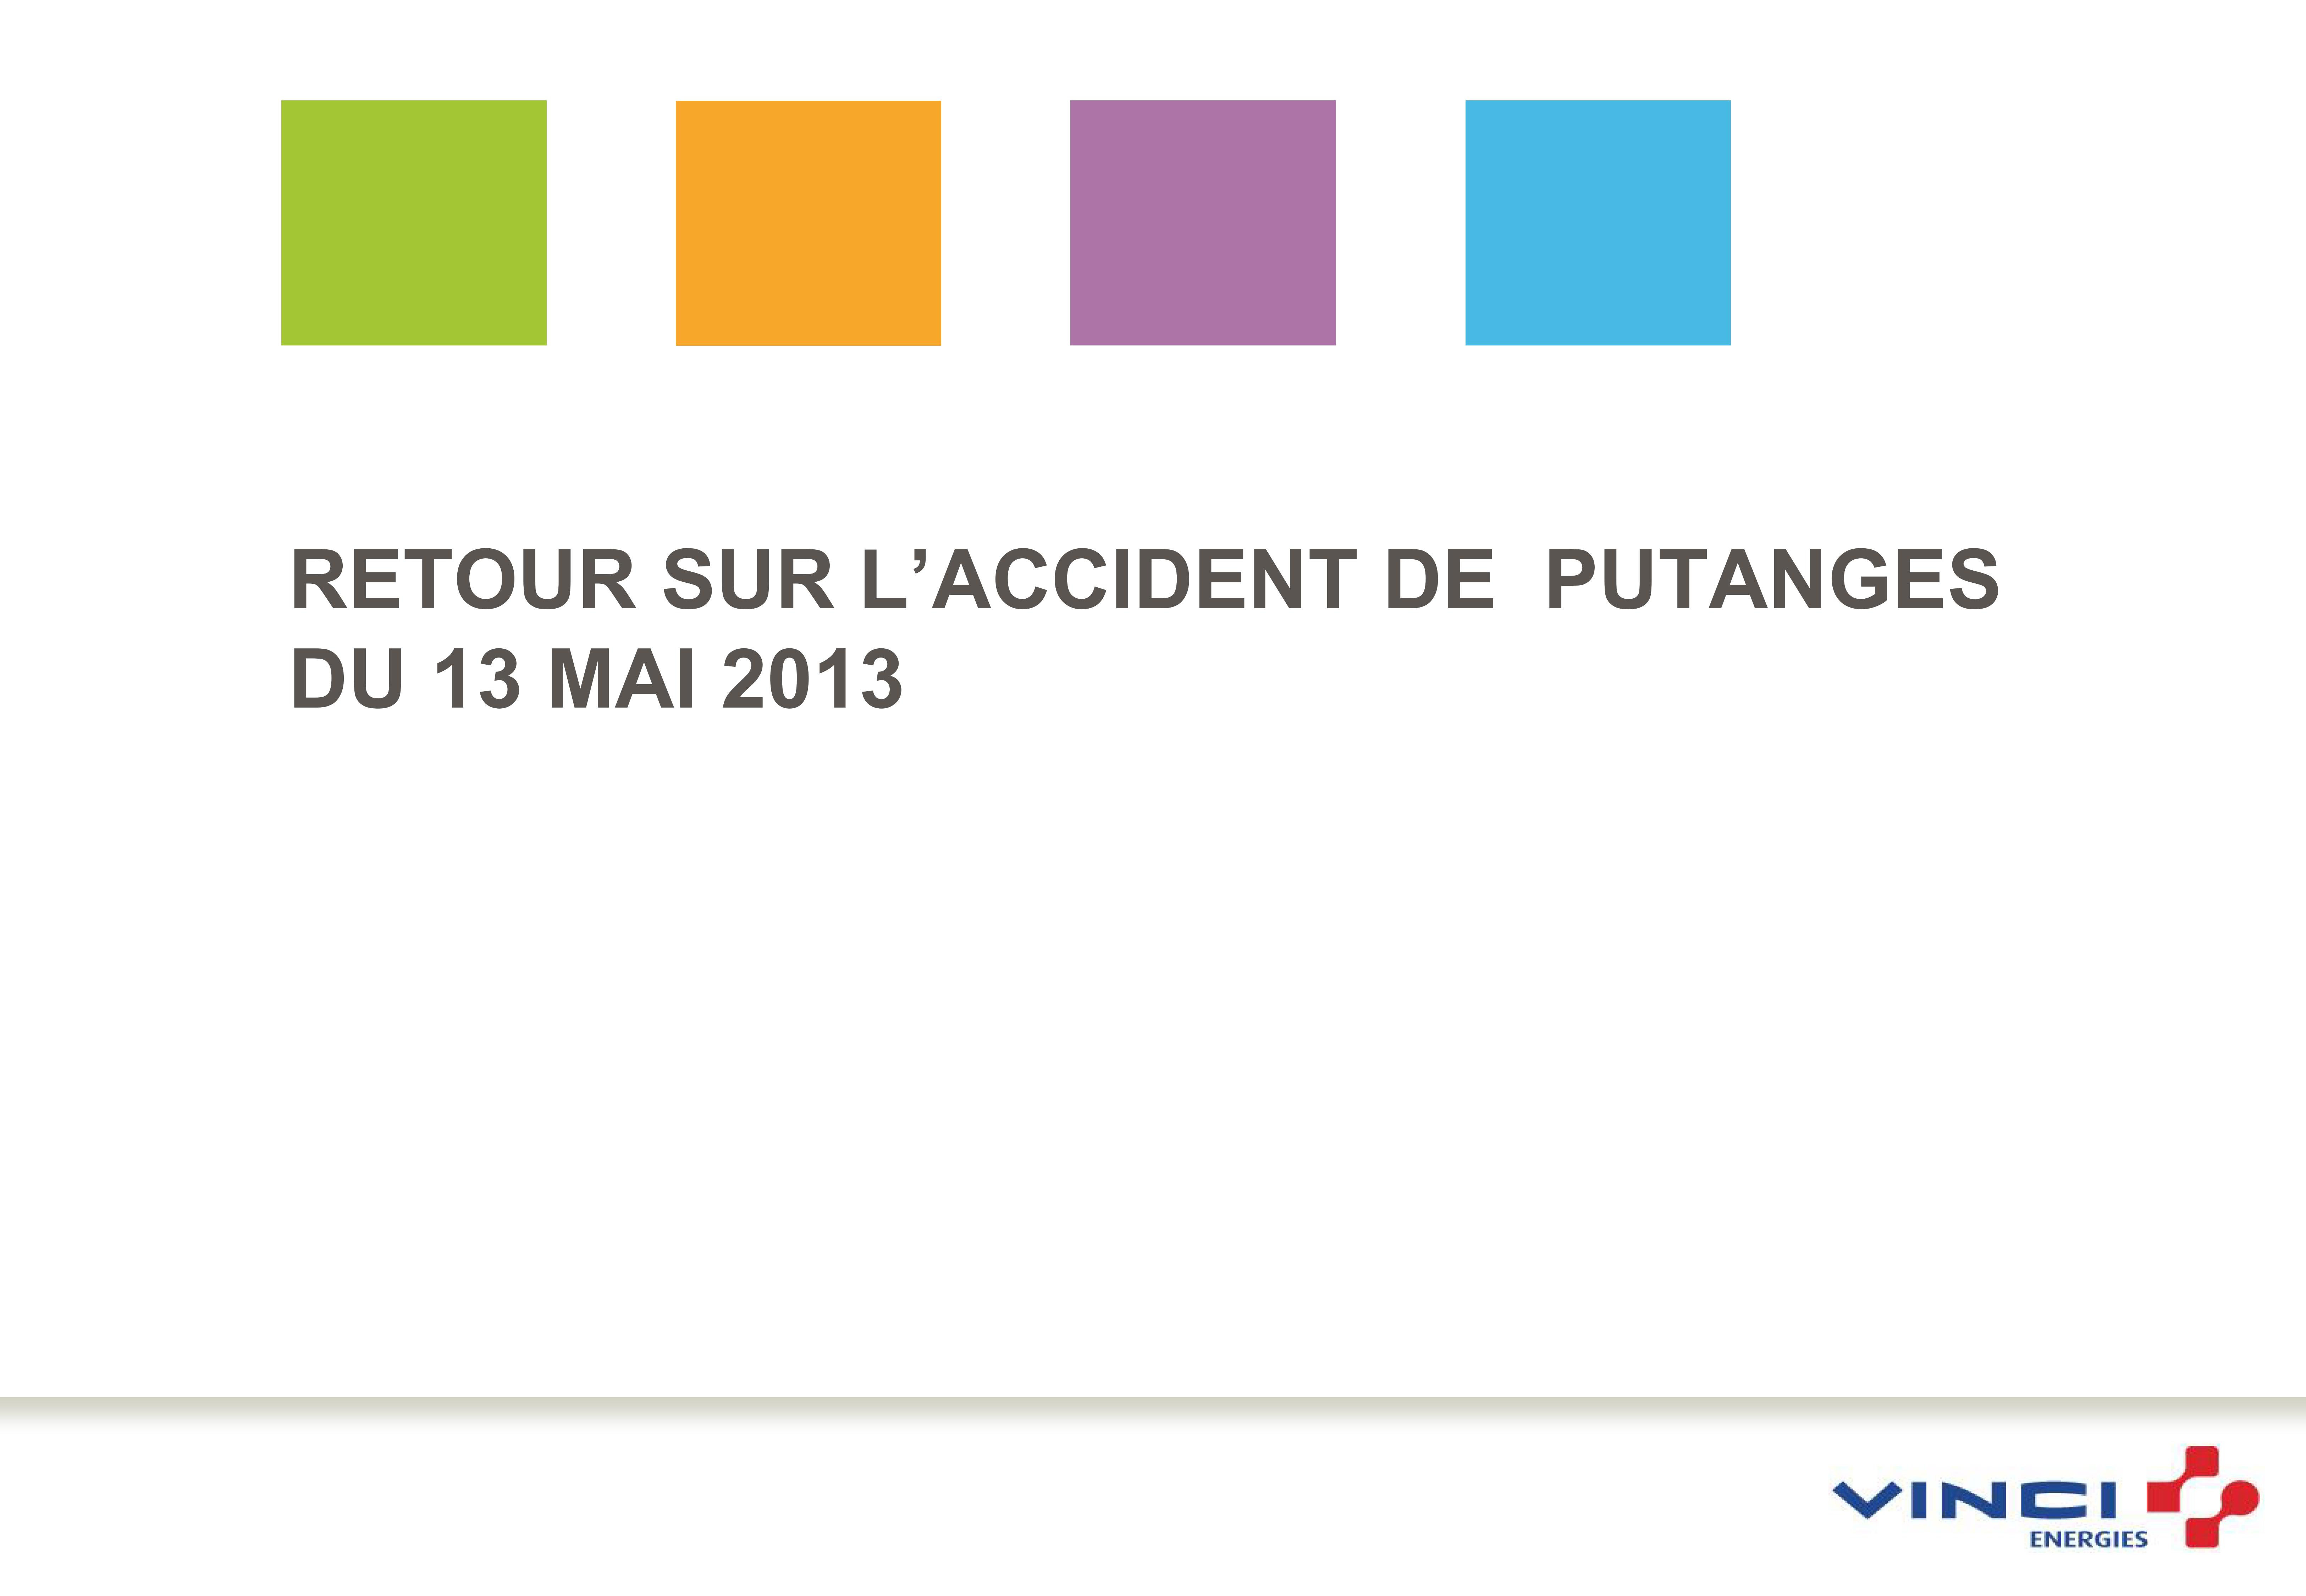 RETOUR SUR L’ACCIDENT DE  PUTANGES
DU 13 MAI 2013
VINCI
ENERGIES